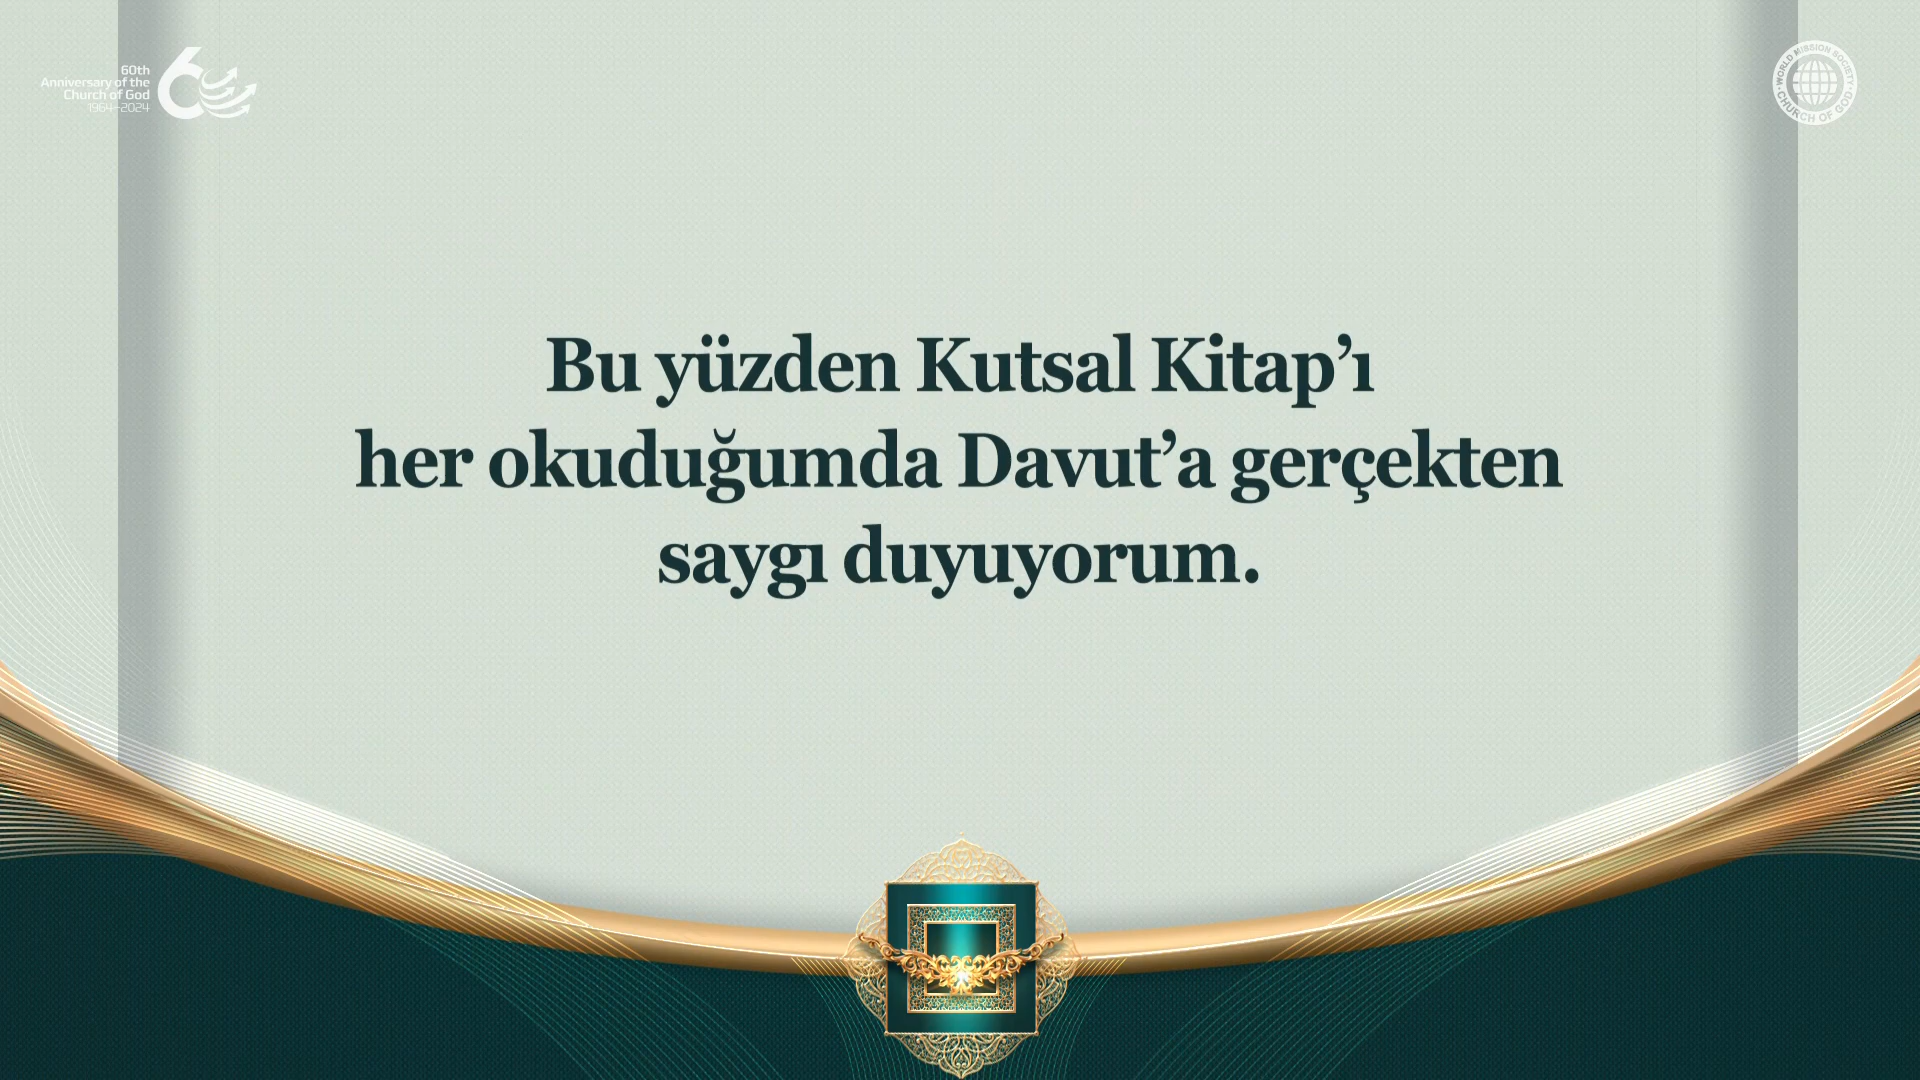 60th
Anniversary of the
Church of God
1964–2024
WORLD MISSION SOCIETY
CHURCH OF GOD
Bu yüzden Kutsal Kitap’ı
her okuduğumda Davut’a gerçekten
saygı duyuyorum.